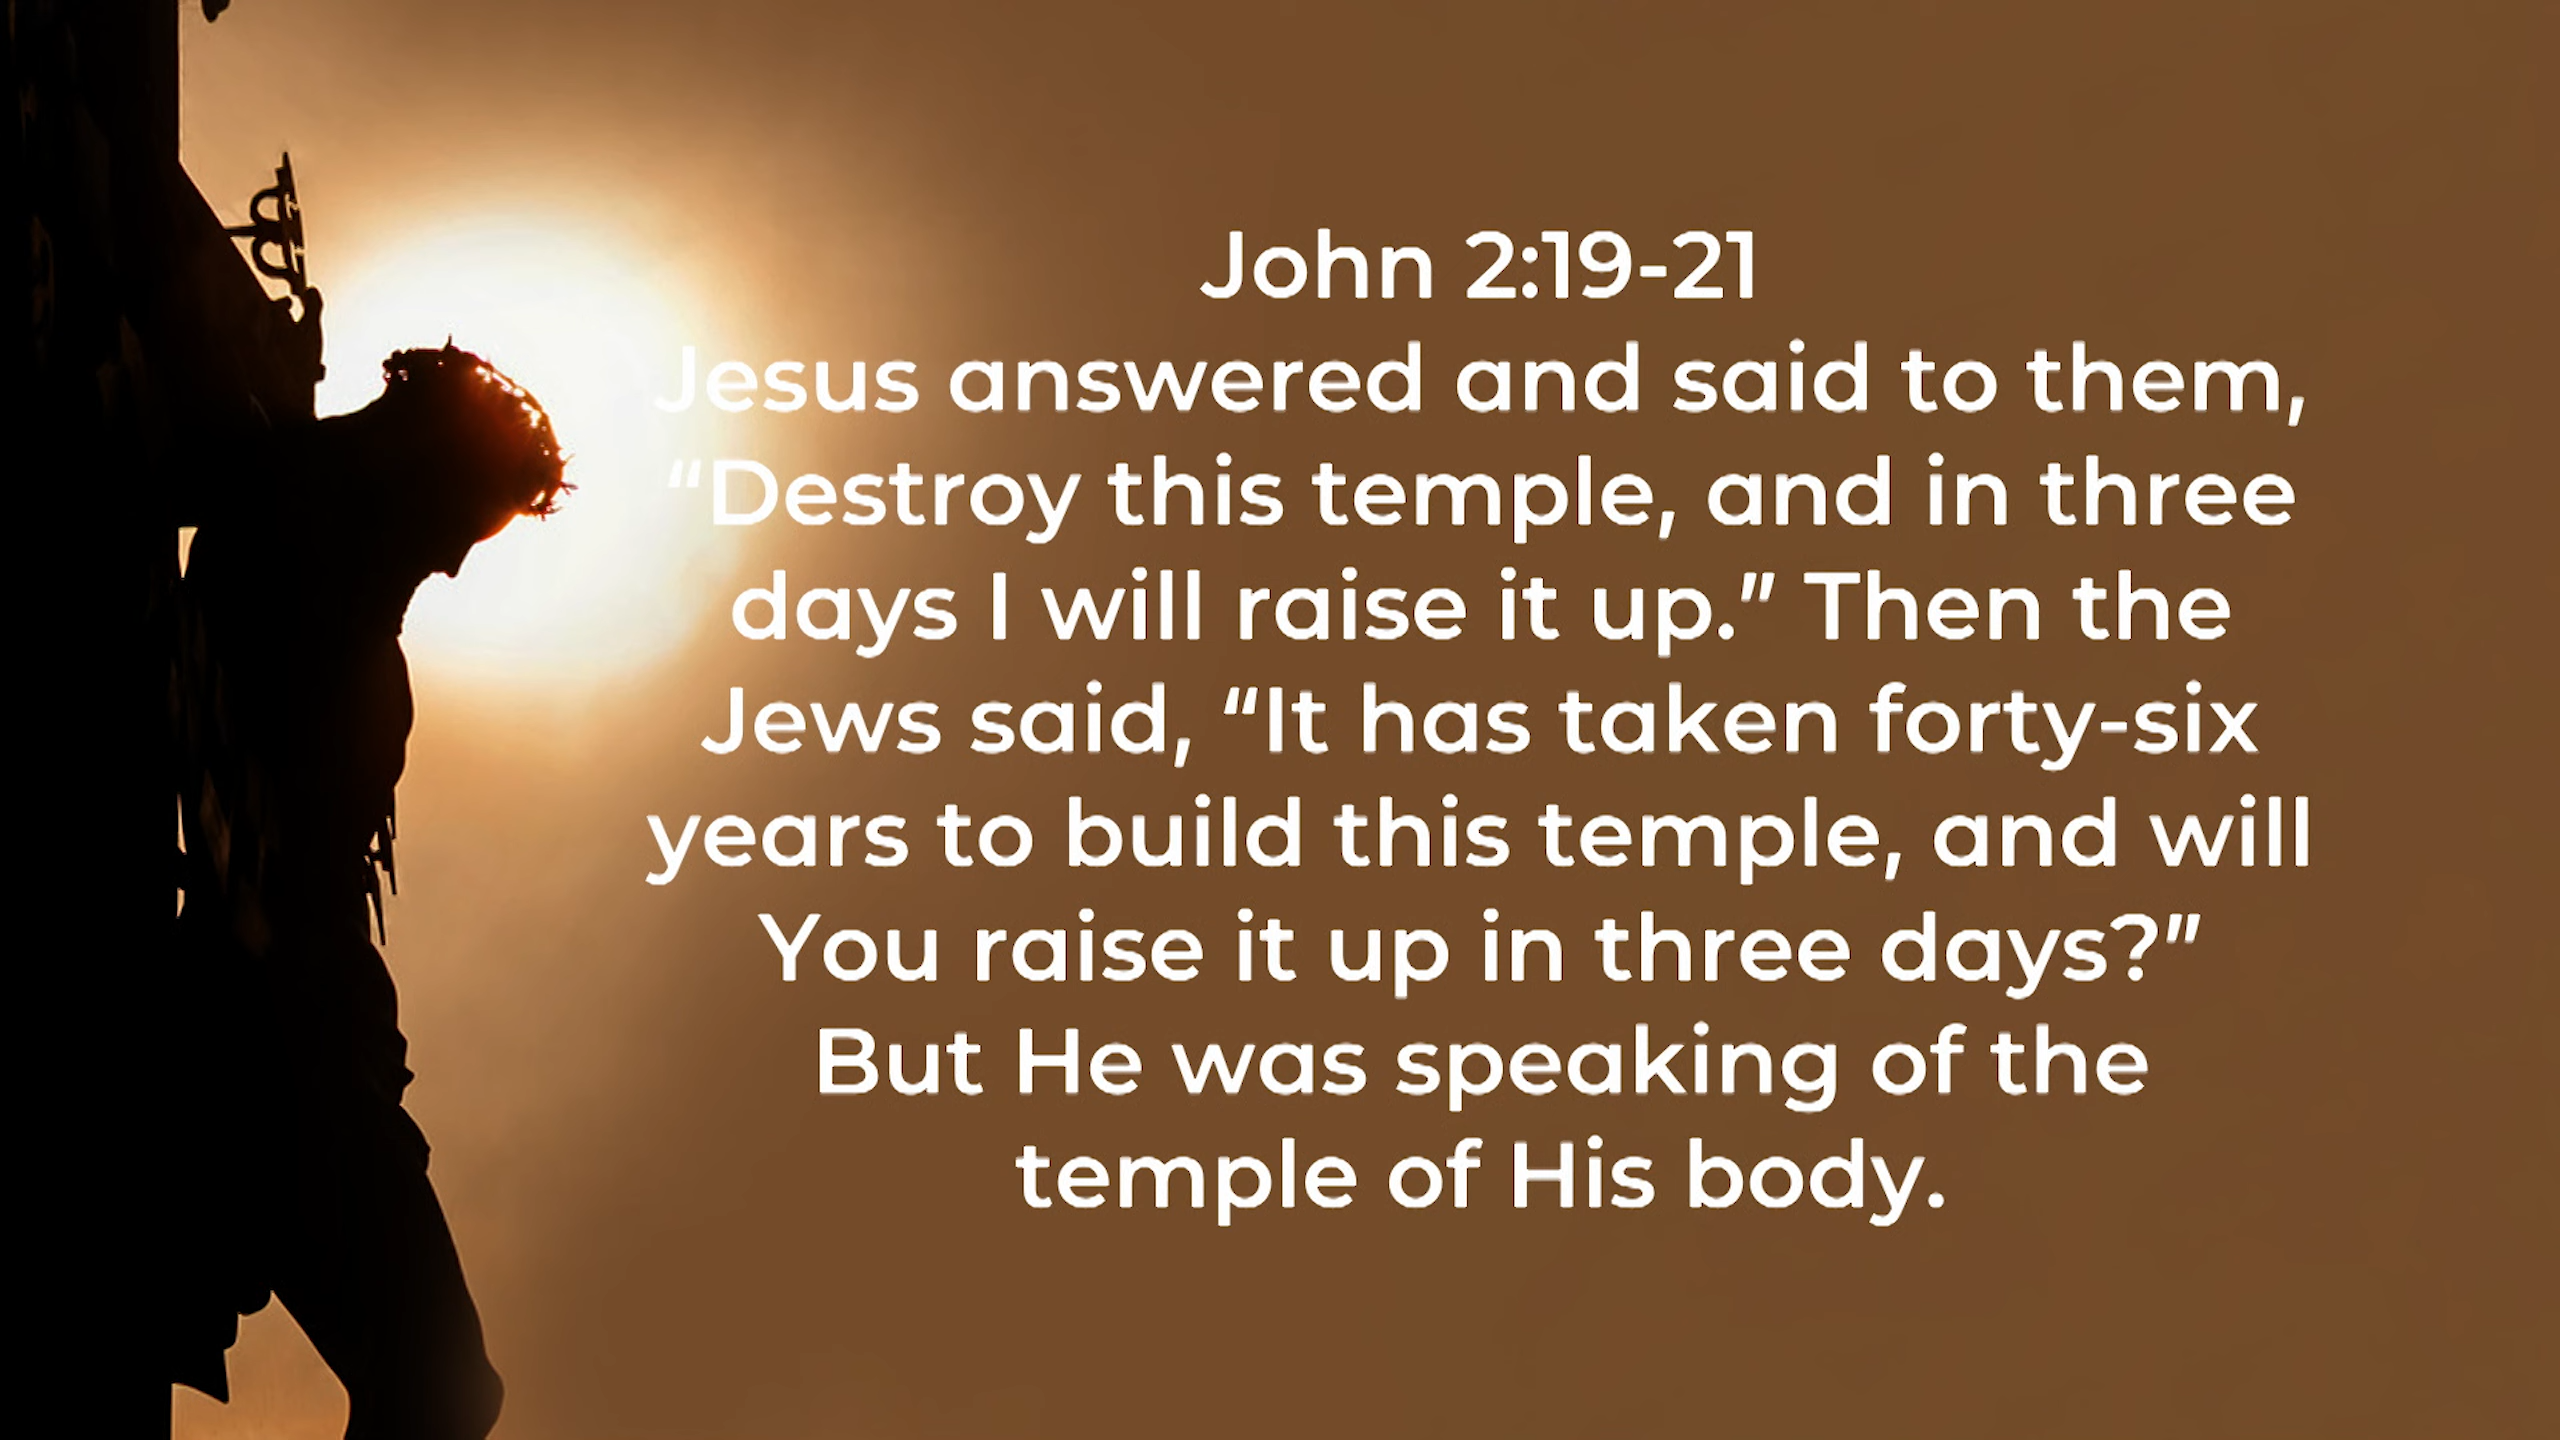 John 2:19-21
Jesus answered and said to them,
“Destroy this temple, and in three
days I will raise it up.” Then the
Jews said, “It has taken forty-six
years to build this temple, and will
You raise it up in three days?”
But He was speaking of the
temple of His body.